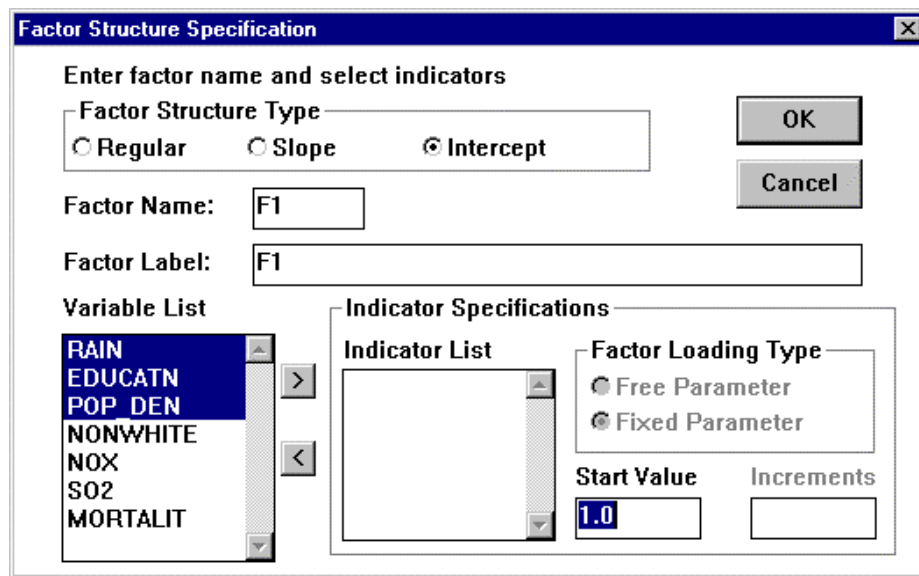 Factor Structure Specification
Enter factor name and select indicators
Factor Structure Type
Regular Slope Intercept
OK
Cancel
Factor Name: F1
Factor Label: F1
Variable List
RAIN
EDUCATN
POP_DEN
NONWHITE
NOX
SO2
MORTALIT
>
<
Indicator Specifications
Indicator List
Factor Loading Type
Free Parameter
Fixed Parameter
Start Value Increments
1.0